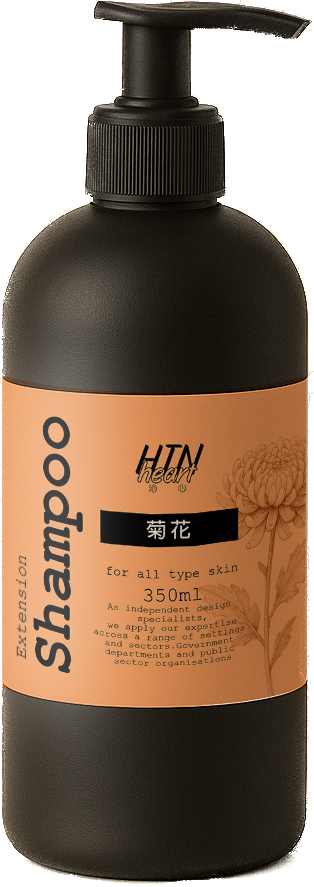 Extension
Shampoo
HTN
heart
沁 心
菊花
for all type skin
350ml
As independent design
specialists,
we apply our expertise
across a range of settings
and sectors.Government
departments and public
sector organisations